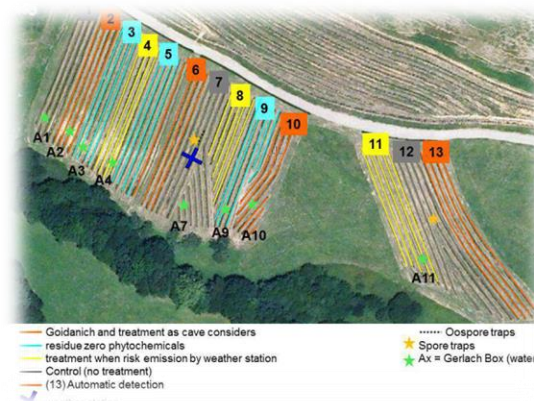 2
3
4
5
6
7
8
9
10
11
12
13
A1
A2
A3
A4
A7
A9
A10
A11
Goidanich and treatment as cave considers
residue zero phytochemicals
treatment when risk emission by weather station
Control (no treatment)
(13) Automatic detection
Oospore traps
Spore traps
Ax = Gerlach Box (water